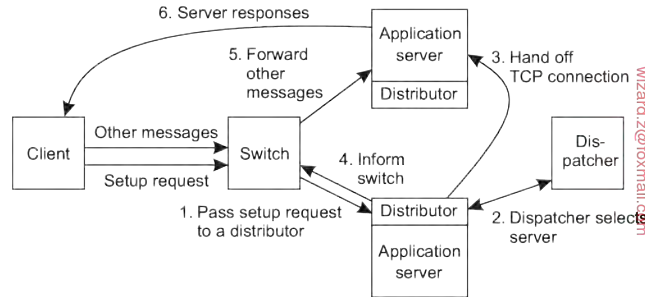 6. Server responses
Application
server
Distributor
5. Forward
other
messages
3. Hand off
TCP connection
Client
Other messages
Setup request
Switch
4. Inform
switch
Dis-
patcher
1. Pass setup request
to a distributor
Distributor
Application
server
2. Dispatcher selects
server
wizard.z@foxmail.com